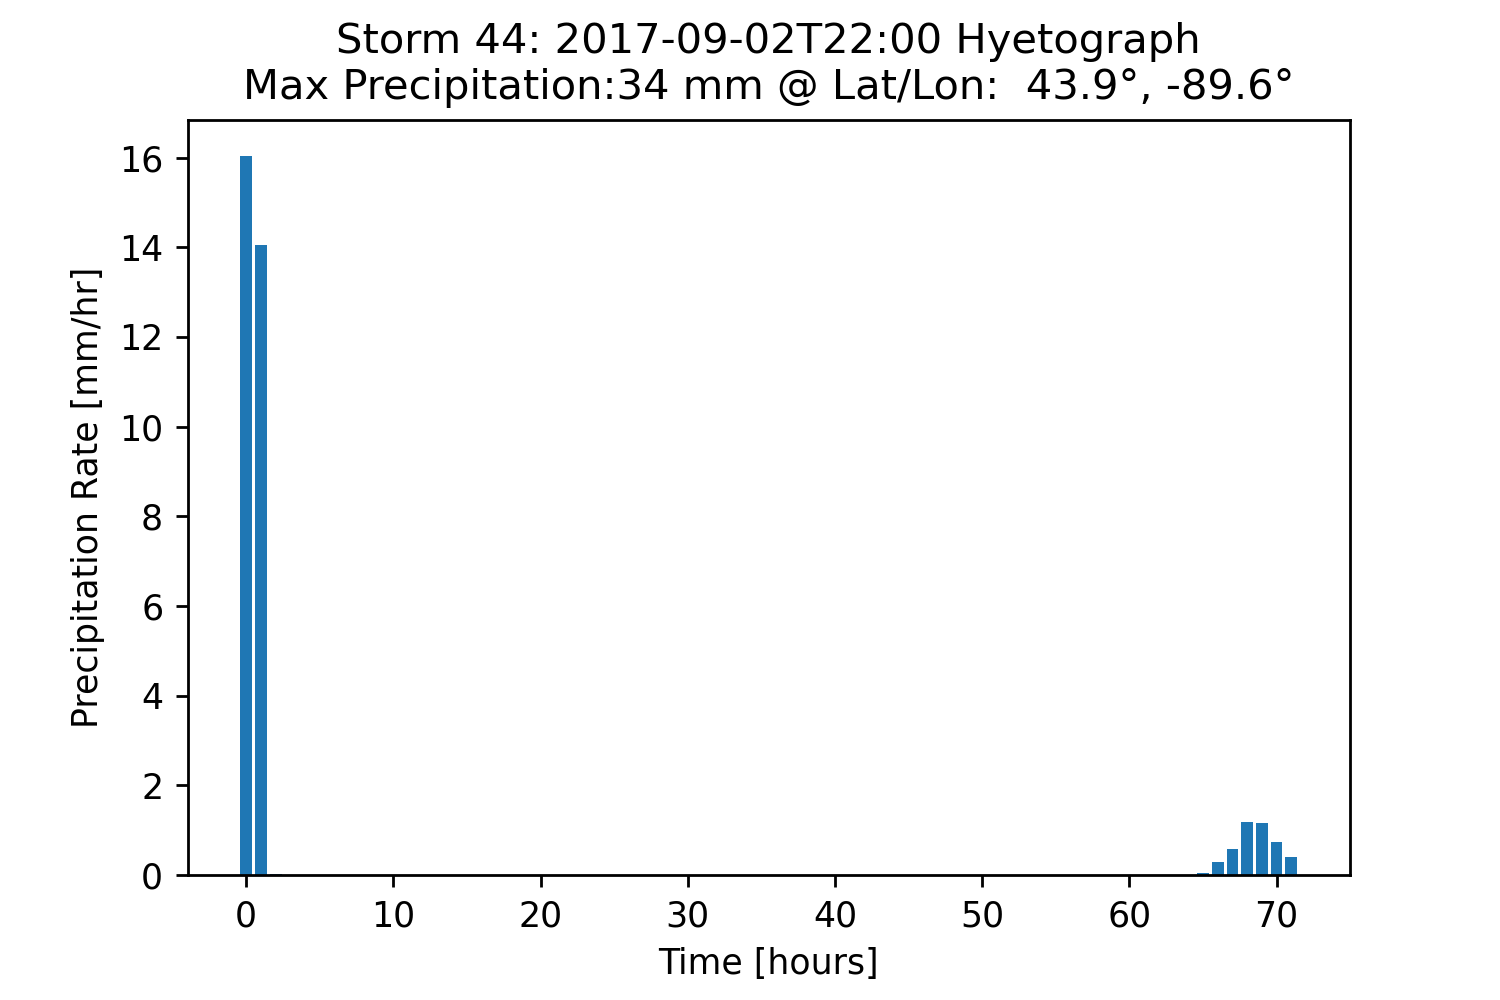 Storm 44: 2017-09-02T22:00 Hyetograph
Max Precipitation:34 mm @ Lat/Lon:  43.9°, -89.6°
16
14
12
10
8
6
4
2
0
Precipitation Rate [mm/hr]
0 10 20 30 40 50 60 70
Time [hours]